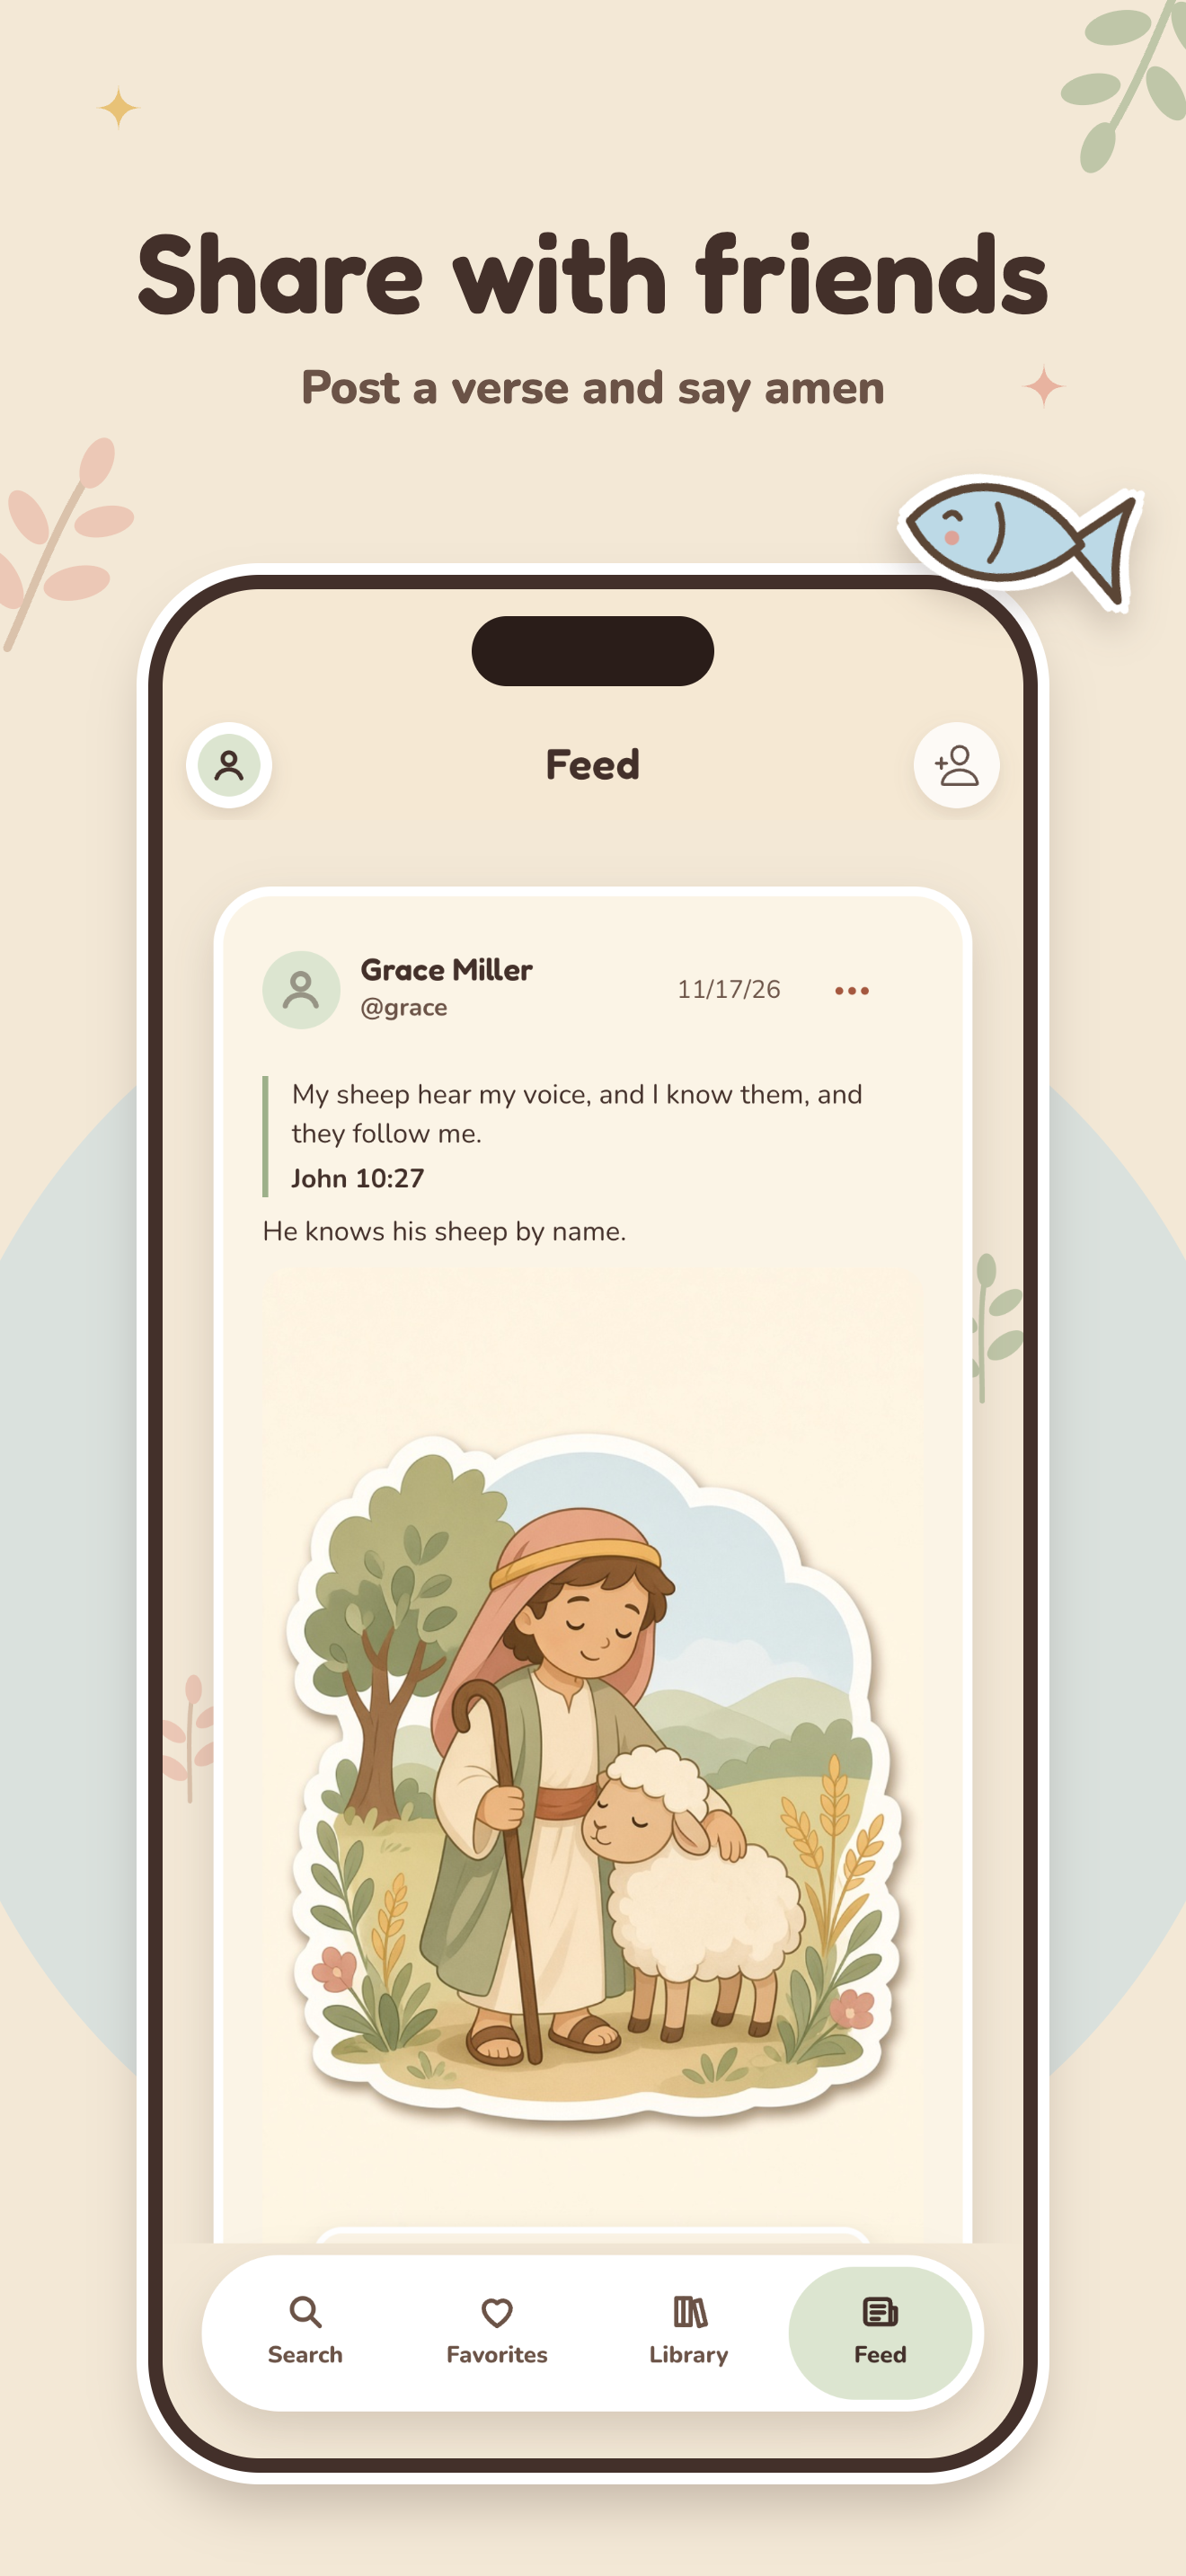 Share with friends
Post a verse and say amen
Feed
Grace Miller
@grace
11/17/26
My sheep hear my voice, and I know them, and
they follow me.
John 10:27
He knows his sheep by name.
Search
Favorites
Library
Feed